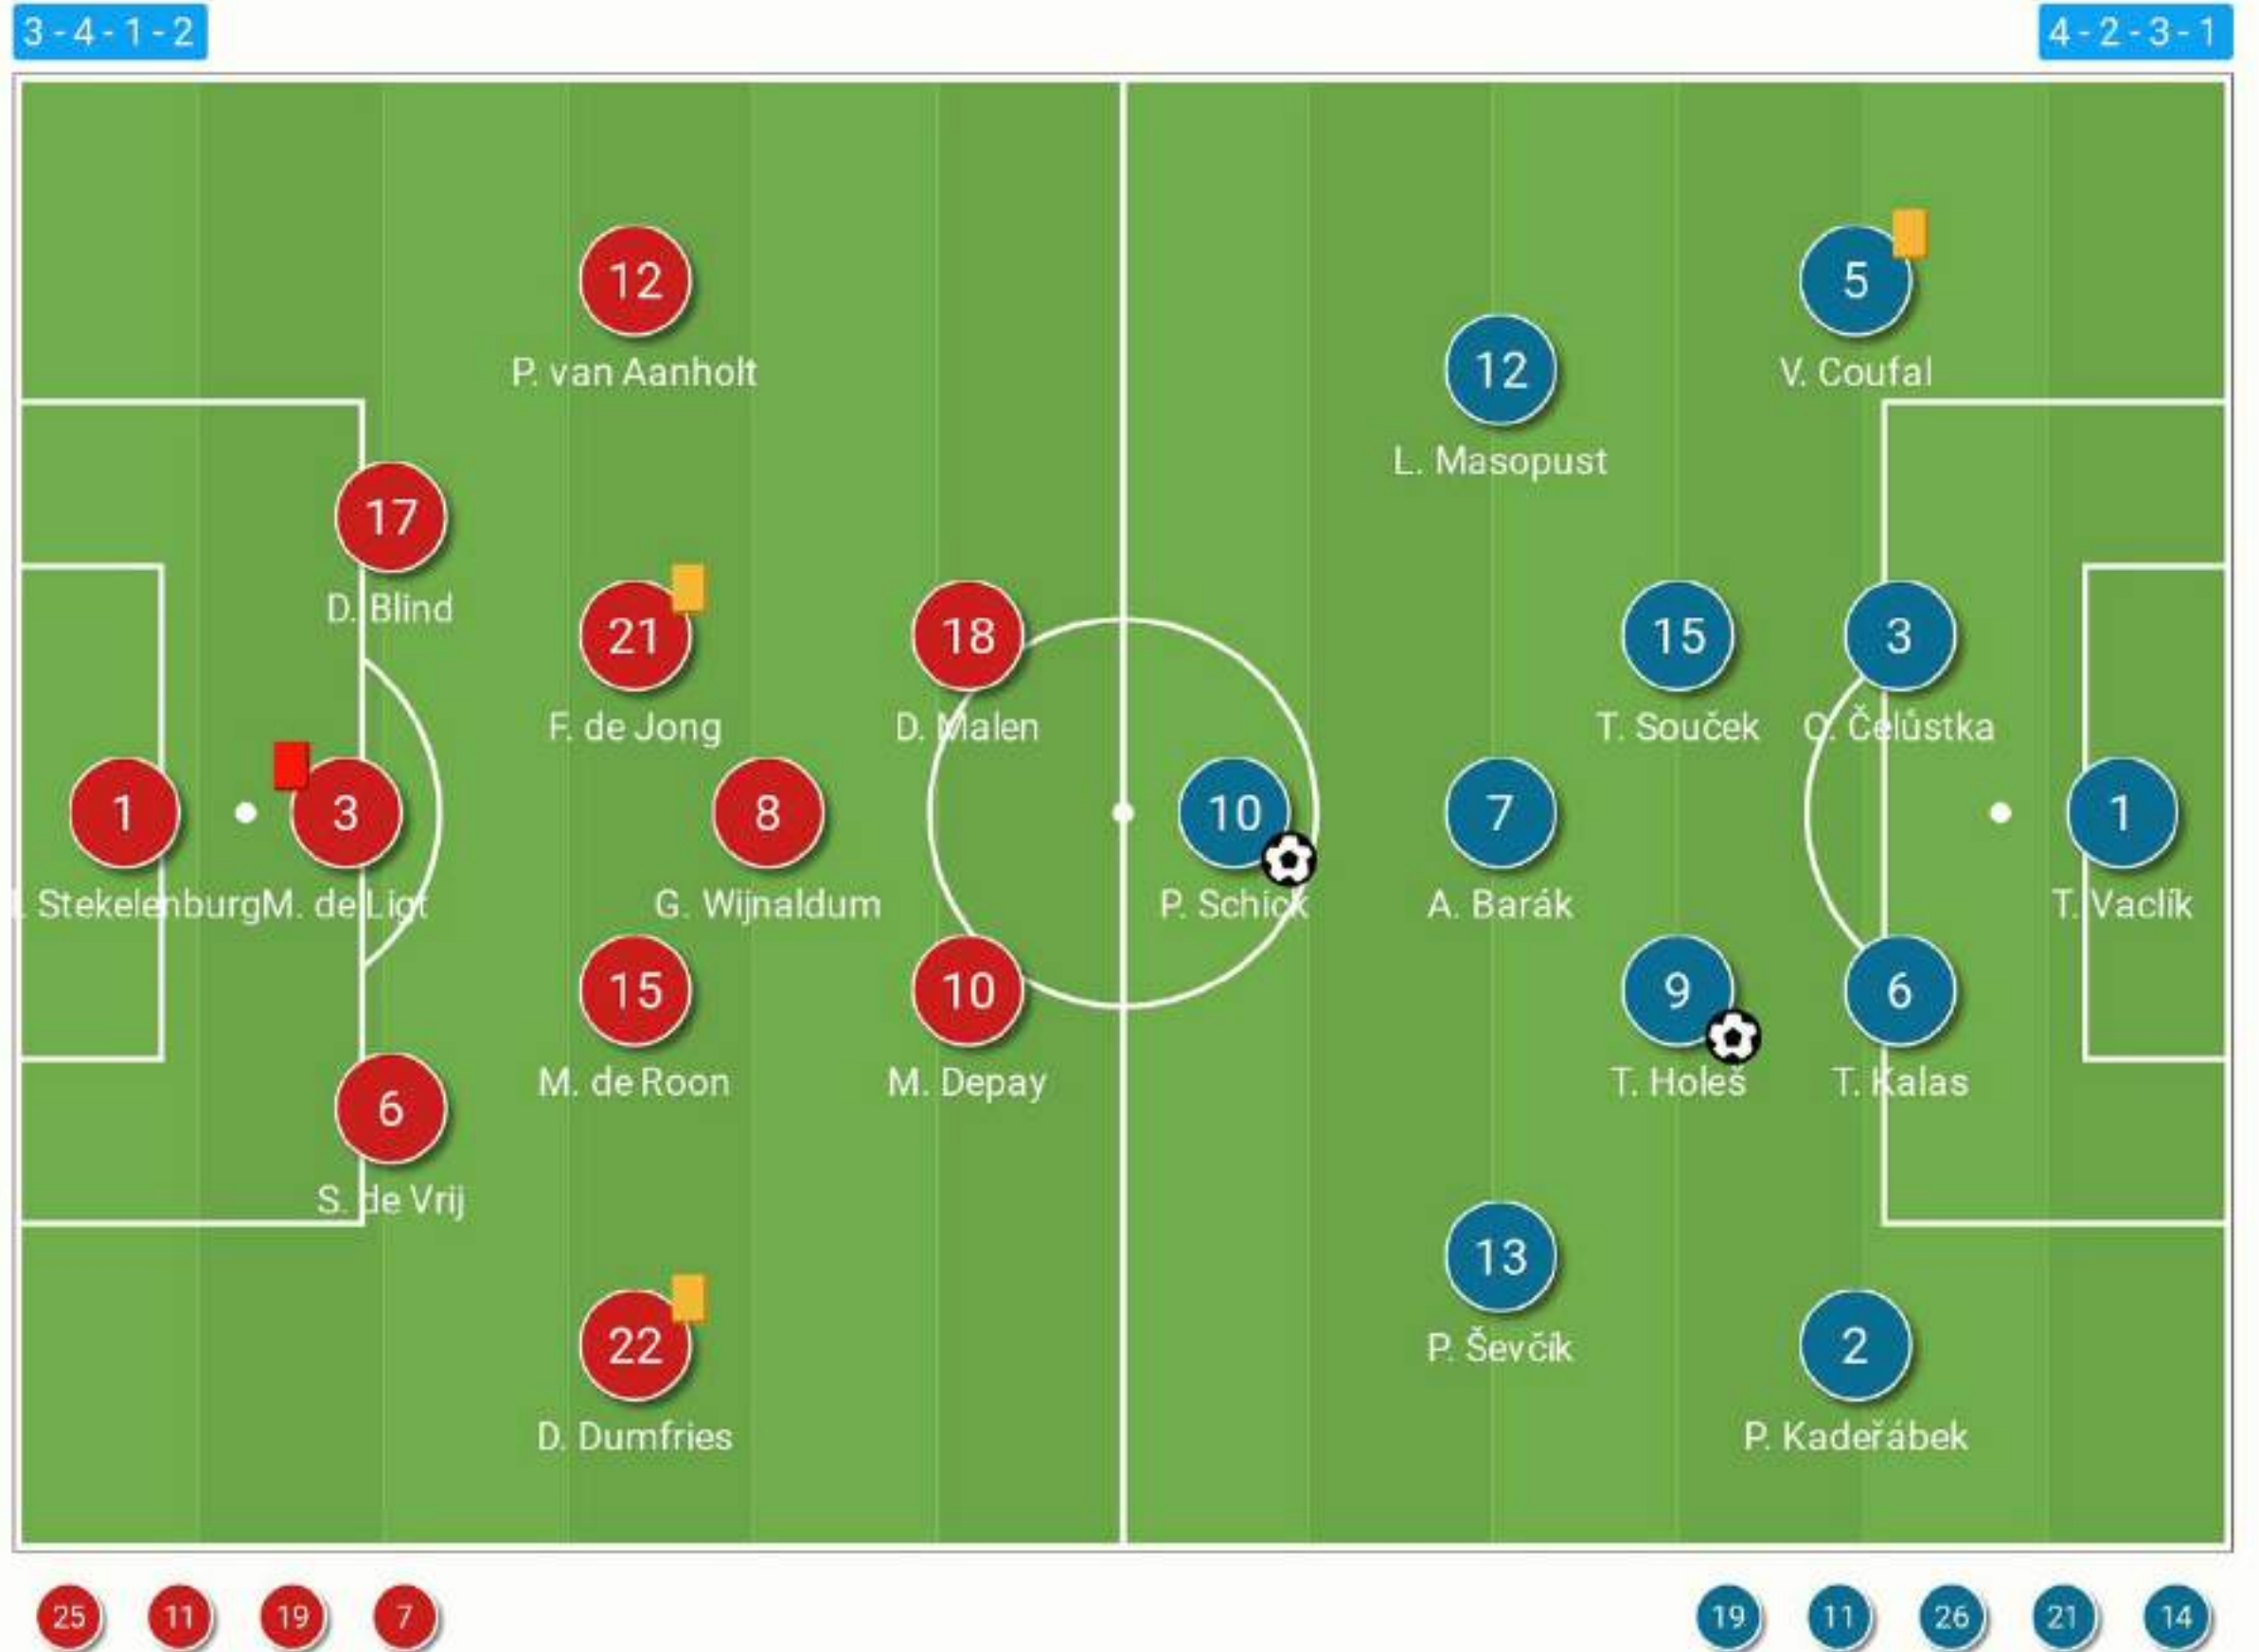 3 - 4 - 1 - 2
4 - 2 - 3 - 1
12
P. van Aanholt
5
V. Coufal
12
L. Masopust
17
D. Blind
21
F. de Jong
18
D. Malen
15
T. Souček
3
O. Čelůstka
1
Stekelenburg
3
M. de Ligt
8
G. Wijnaldum
10
P. Schick
7
A. Barák
1
T. Vaclík
15
M. de Roon
10
M. Depay
9
T. Holeš
6
T. Kalas
6
S. de Vrij
13
P. Ševčík
22
D. Dumfries
2
P. Kadeřábek
25 11 19 7
19 11 26 21 14